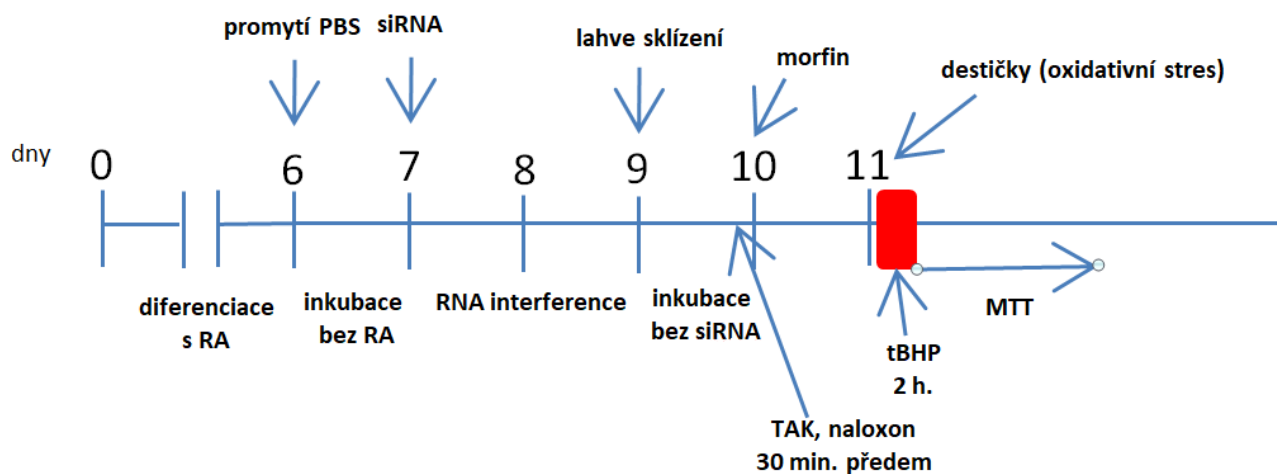 promytí PBS
siRNA
lahve sklízení
morfin
destičky (oxidativní stres)
dny
0
6
7
8
9
10
11
diferenciace
s RA
inkubace
bez RA
RNA interference
inkubace
bez siRNA
MTT
tBHP
2 h.
TAK, naloxon
30 min. předem